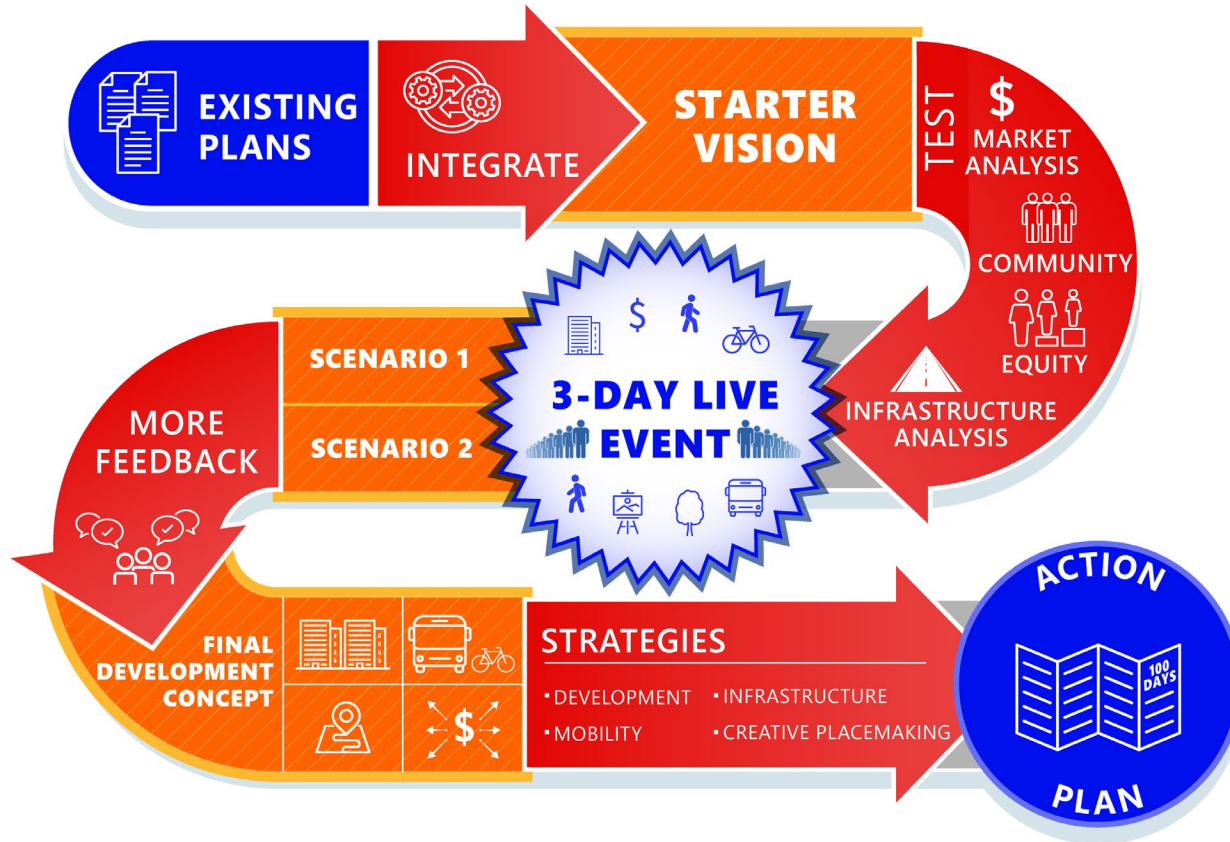 EXISTING
PLANS
INTEGRATE
STARTER
VISION
TEST
$
MARKET
ANALYSIS
COMMUNITY
EQUITY
INFRASTRUCTURE
ANALYSIS
$
3-DAY LIVE
EVENT
SCENARIO 1
SCENARIO 2
MORE
FEEDBACK
FINAL
DEVELOPMENT
CONCEPT
$
STRATEGIES
▪DEVELOPMENT
▪INFRASTRUCTURE
▪MOBILITY
▪CREATIVE PLACEMAKING
ACTION
100
DAYS
PLAN